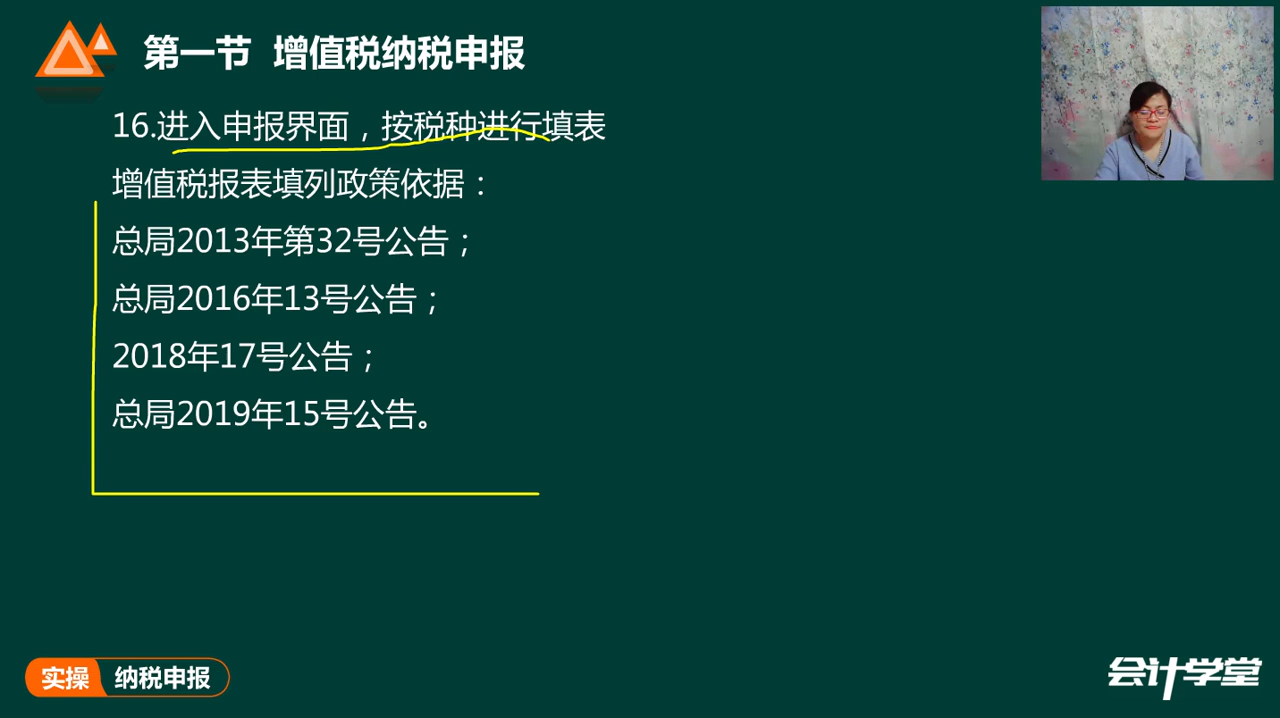 第一节 增值税纳税申报
16.进入申报界面，按税种进行填表
增值税报表填列政策依据：
总局2013年第32号公告；
总局2016年13号公告；
2018年17号公告；
总局2019年15号公告。
实操 纳税申报
会计学堂